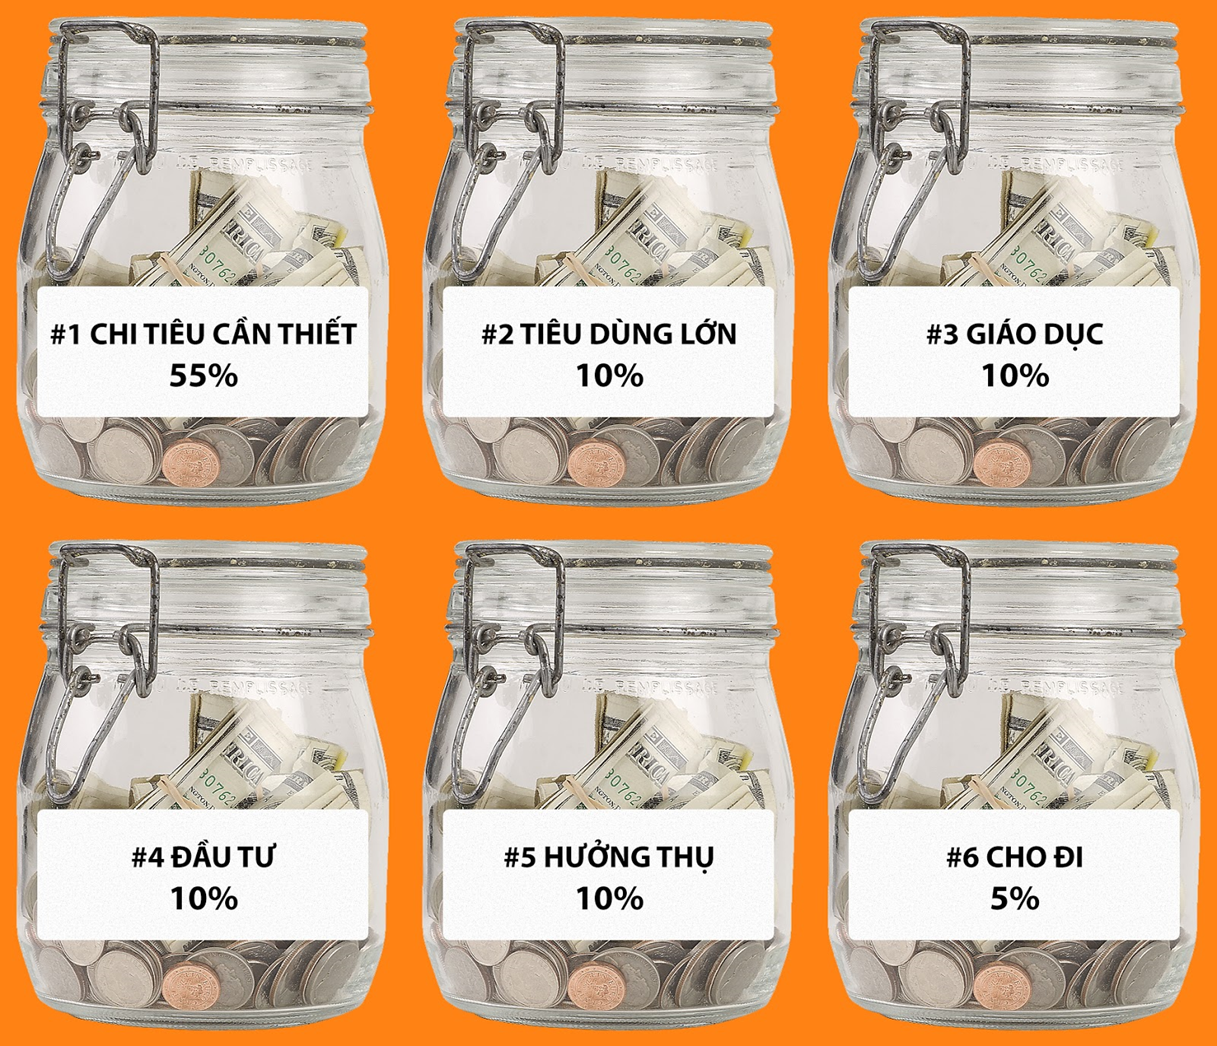 #1 CHI TIÊU CẦN THIẾT
55%
#2 TIÊU DÙNG LỚN
10%
#3 GIÁO DỤC
10%
#4 ĐẦU TƯ
10%
#5 HƯỞNG THỤ
10%
#6 CHO ĐI
5%